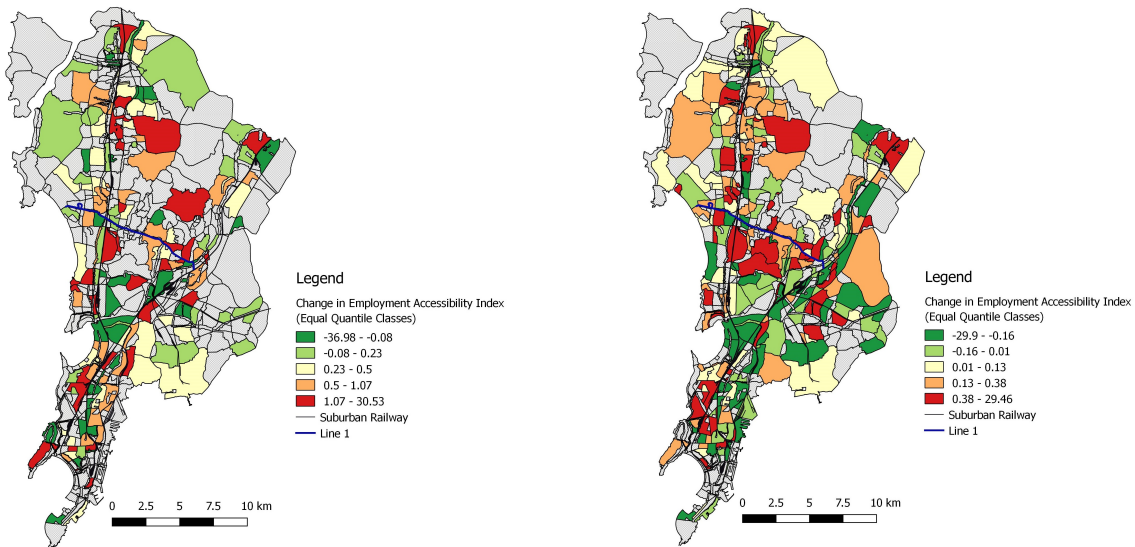 Legend
Change in Employment Accessibility Index
(Equal Quantile Classes)
-36.98 - -0.08
-0.08 - 0.23
0.23 - 0.5
0.5 - 1.07
1.07 - 30.53
Suburban Railway
Line 1
0 2.5 5 7.5 10 km
Legend
Change in Employment Accessibility Index
(Equal Quantile Classes)
-29.9 - -0.16
-0.16 - 0.01
0.01 - 0.13
0.13 - 0.38
0.38 - 29.46
Suburban Railway
Line 1
0 2.5 5 7.5 10 km